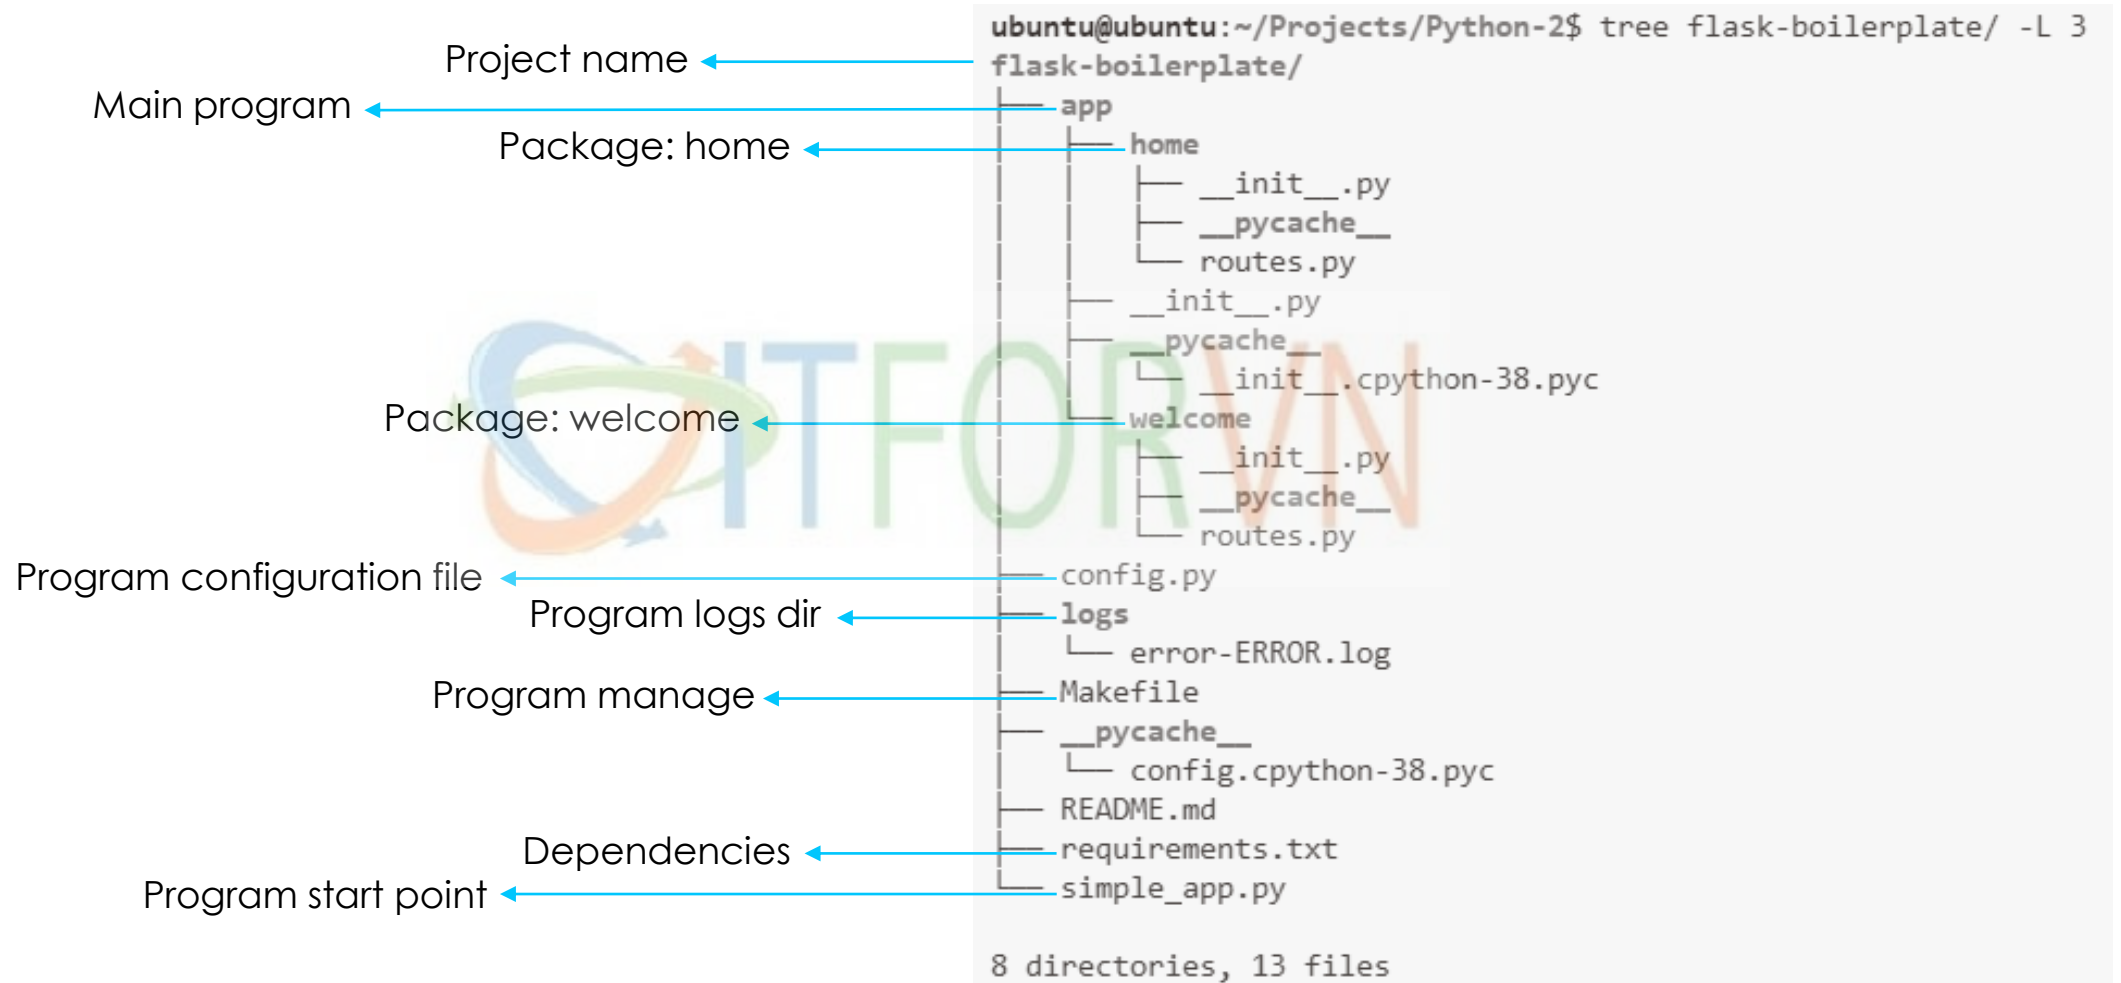 ubuntu@ubuntu:~/Projects/Python-2$ tree flask-boilerplate/ -L 3
Project name
flask-boilerplate/
Main program
├── app
Package: home
│   ├── home
│   │   ├── __init__.py
│   │   ├── __pycache__
│   │   └── routes.py
│   ├── __init__.py
│   ├── __pycache__
│   │   └── __init__.cpython-38.pyc
Package: welcome
│   └── welcome
│       ├── __init__.py
│       ├── __pycache__
│       └── routes.py
ITFORVN
Program configuration file
├── config.py
Program logs dir
├── logs
│   └── error-ERROR.log
Program manage
├── Makefile
├── __pycache__
│   └── config.cpython-38.pyc
├── README.md
Dependencies
├── requirements.txt
Program start point
└── simple_app.py
8 directories, 13 files